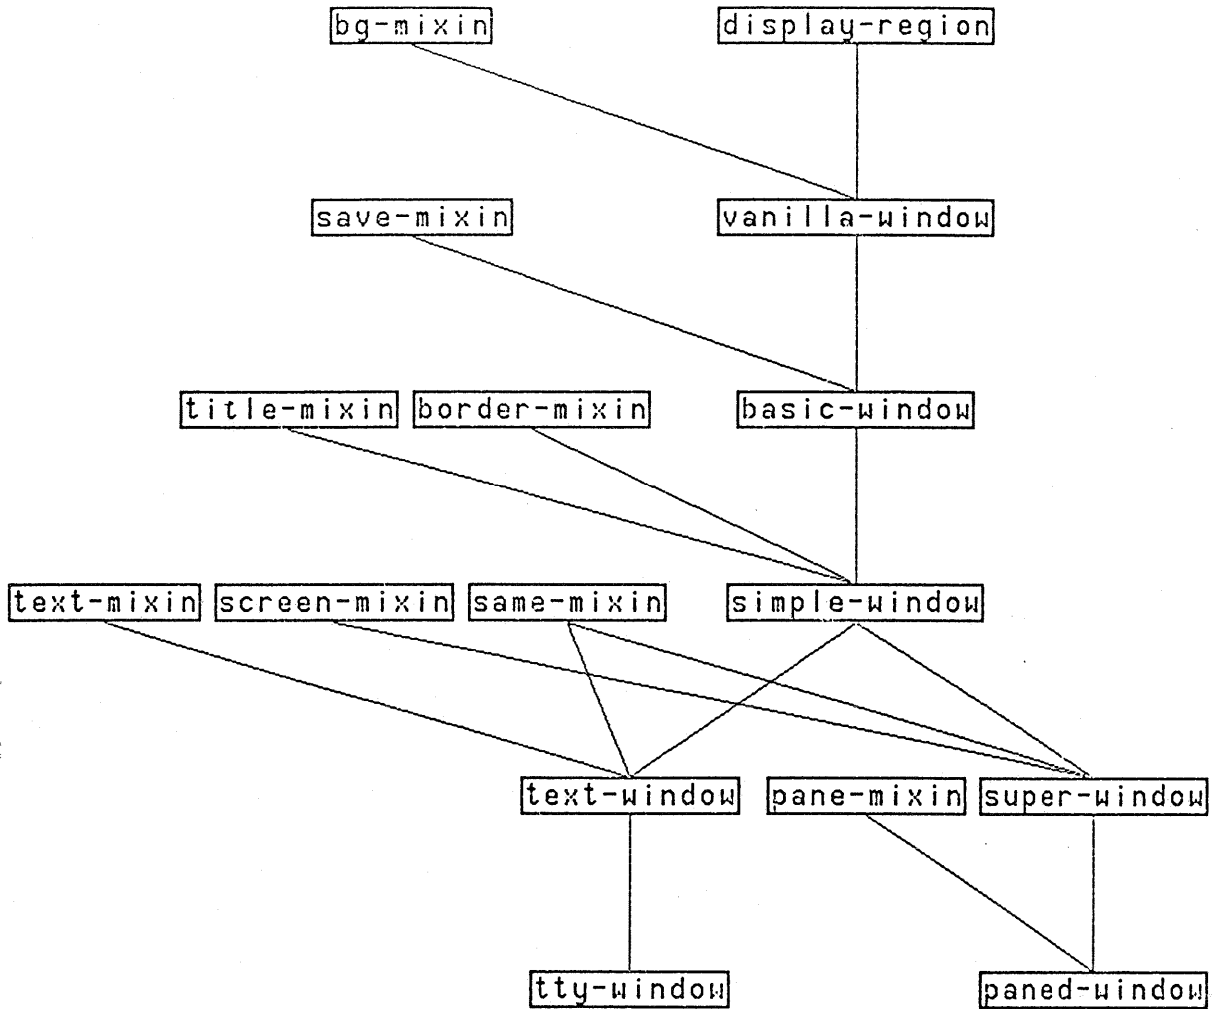 bg-mixin display-region
save-mixin vanilla-window
title-mixin border-mixin basic-window
text-mixin screen-mixin same-mixin simple-window
text-window pane-mixin super-window
tty-window paned-window